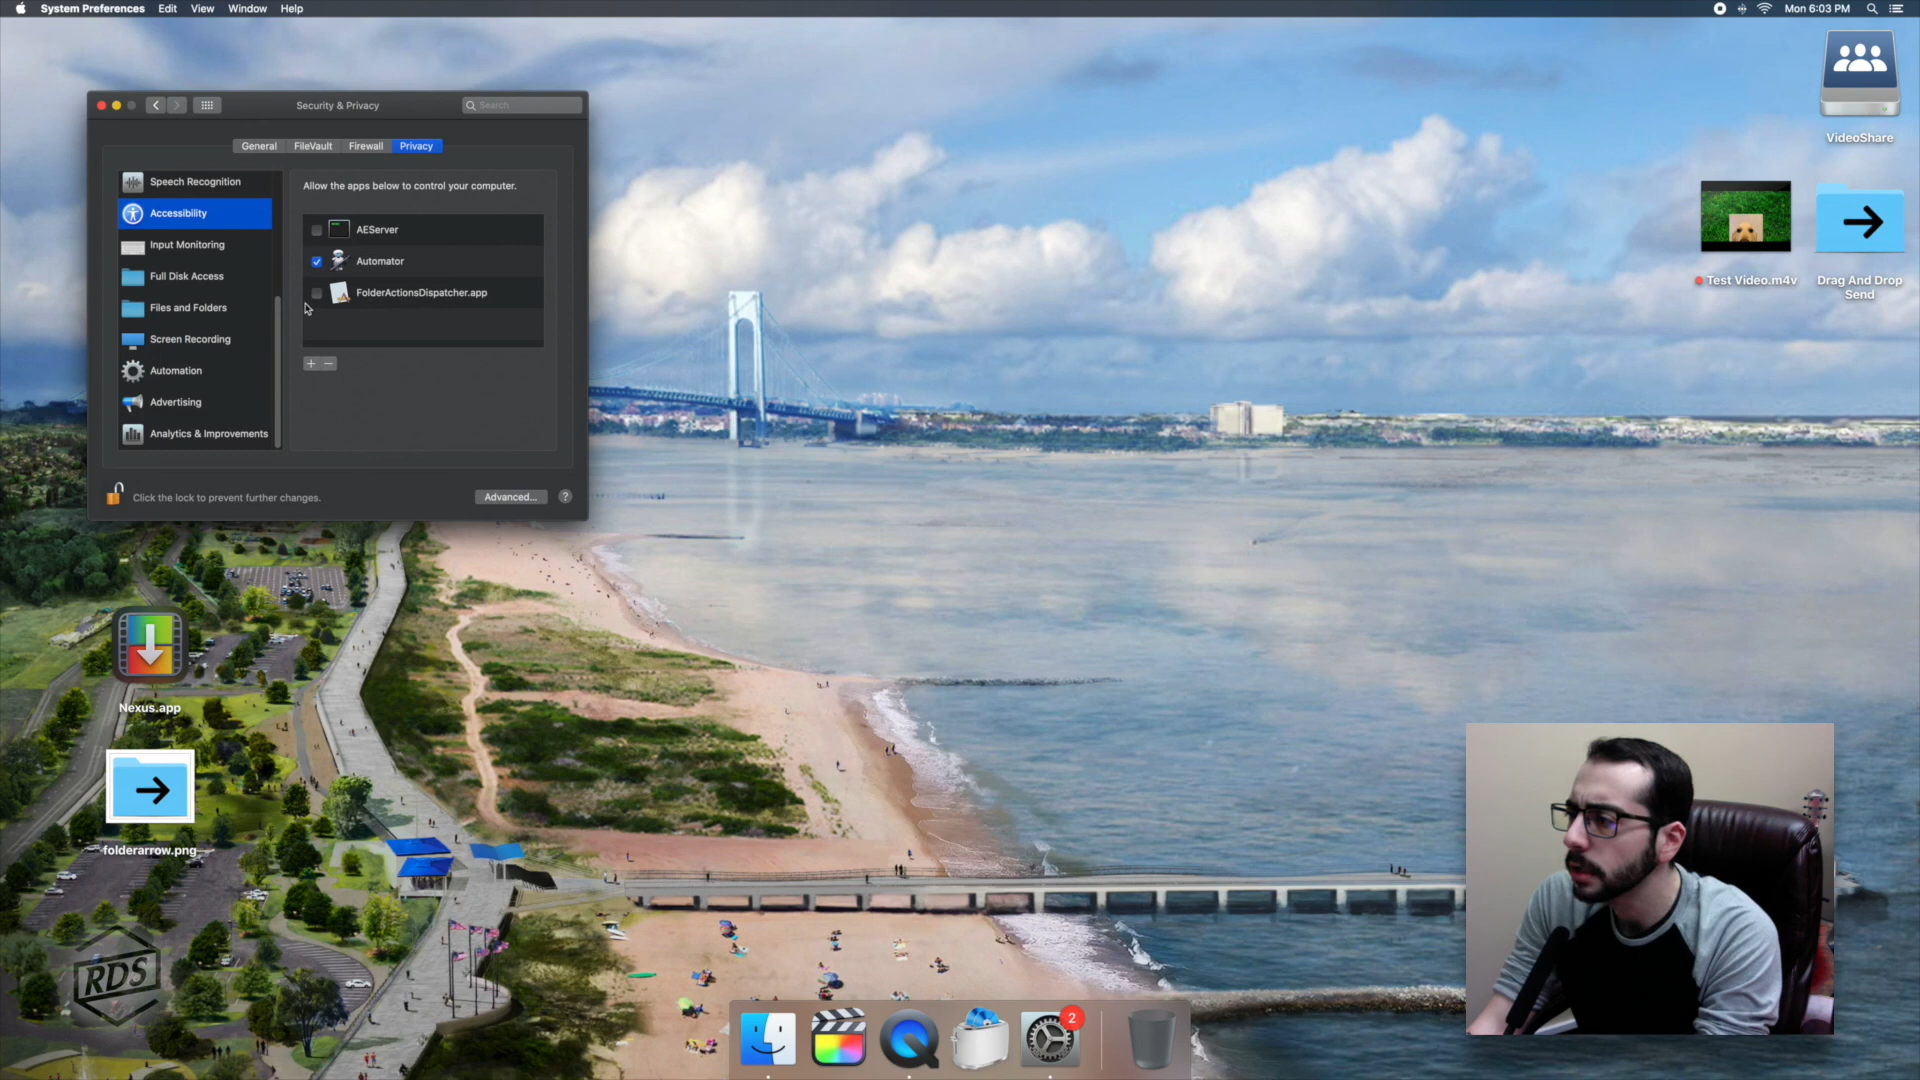 System Preferences Edit View Window Help
Mon 6:03 PM
Security & Privacy
Search
General FileVault Firewall Privacy
Speech Recognition
Accessibility
Input Monitoring
Full Disk Access
Files and Folders
Screen Recording
Automation
Advertising
Analytics & Improvements
Allow the apps below to control your computer.
AEServer
Automator
FolderActionsDispatcher.app
+ −
Click the lock to prevent further changes.
Advanced...
?
VideoShare
Test Video.m4v
Drag And Drop
Send
Nexus.app
folderarrow.png
RDS
2